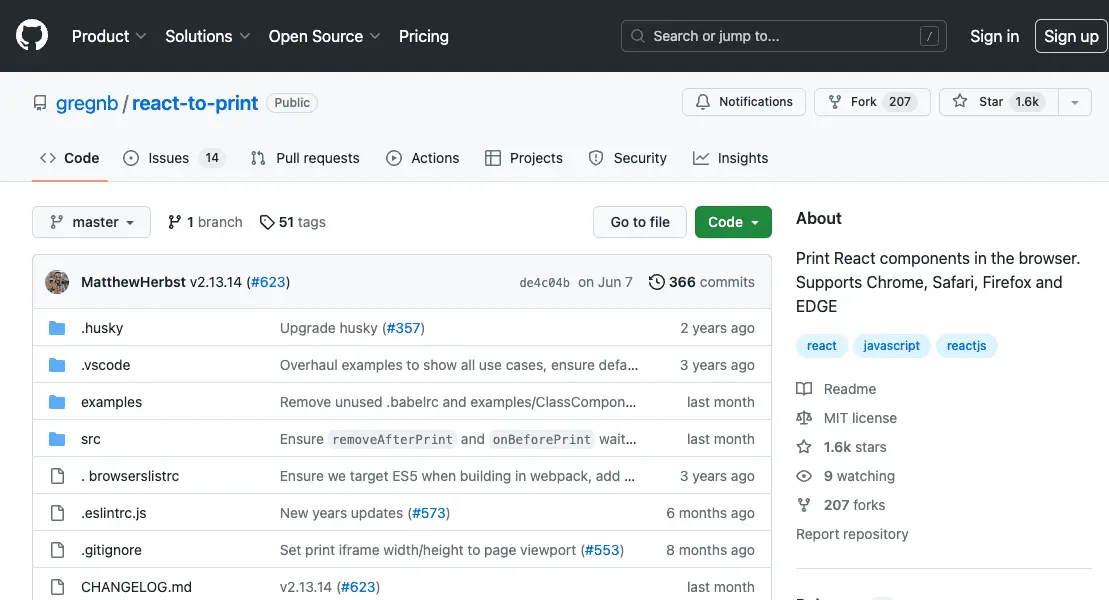 Product Solutions Open Source Pricing Search or jump to... / Sign in Sign up
gregnb / react-to-print Public Notifications Fork 207 Star 1.6k
Code Issues 14 Pull requests Actions Projects Security Insights
master 1 branch 51 tags Go to file Code
MatthewHerbst v2.13.14 (#623) de4c04b on Jun 7 366 commits
.husky Upgrade husky (#357) 2 years ago
.vscode Overhaul examples to show all use cases, ensure defa... 3 years ago
examples Remove unused .babelrc and examples/ClassCompon... last month
src Ensure removeAfterPrint and onBeforePrint wait... last month
. browserslistrc Ensure we target ES5 when building in webpack, add ... 3 years ago
.eslintrc.js New years updates (#573) 6 months ago
.gitignore Set print iframe width/height to page viewport (#553) 8 months ago
CHANGELOG.md v2.13.14 (#623) last month
About
Print React components in the browser.
Supports Chrome, Safari, Firefox and
EDGE
react javascript reactjs
Readme
MIT license
1.6k stars
9 watching
207 forks
Report repository